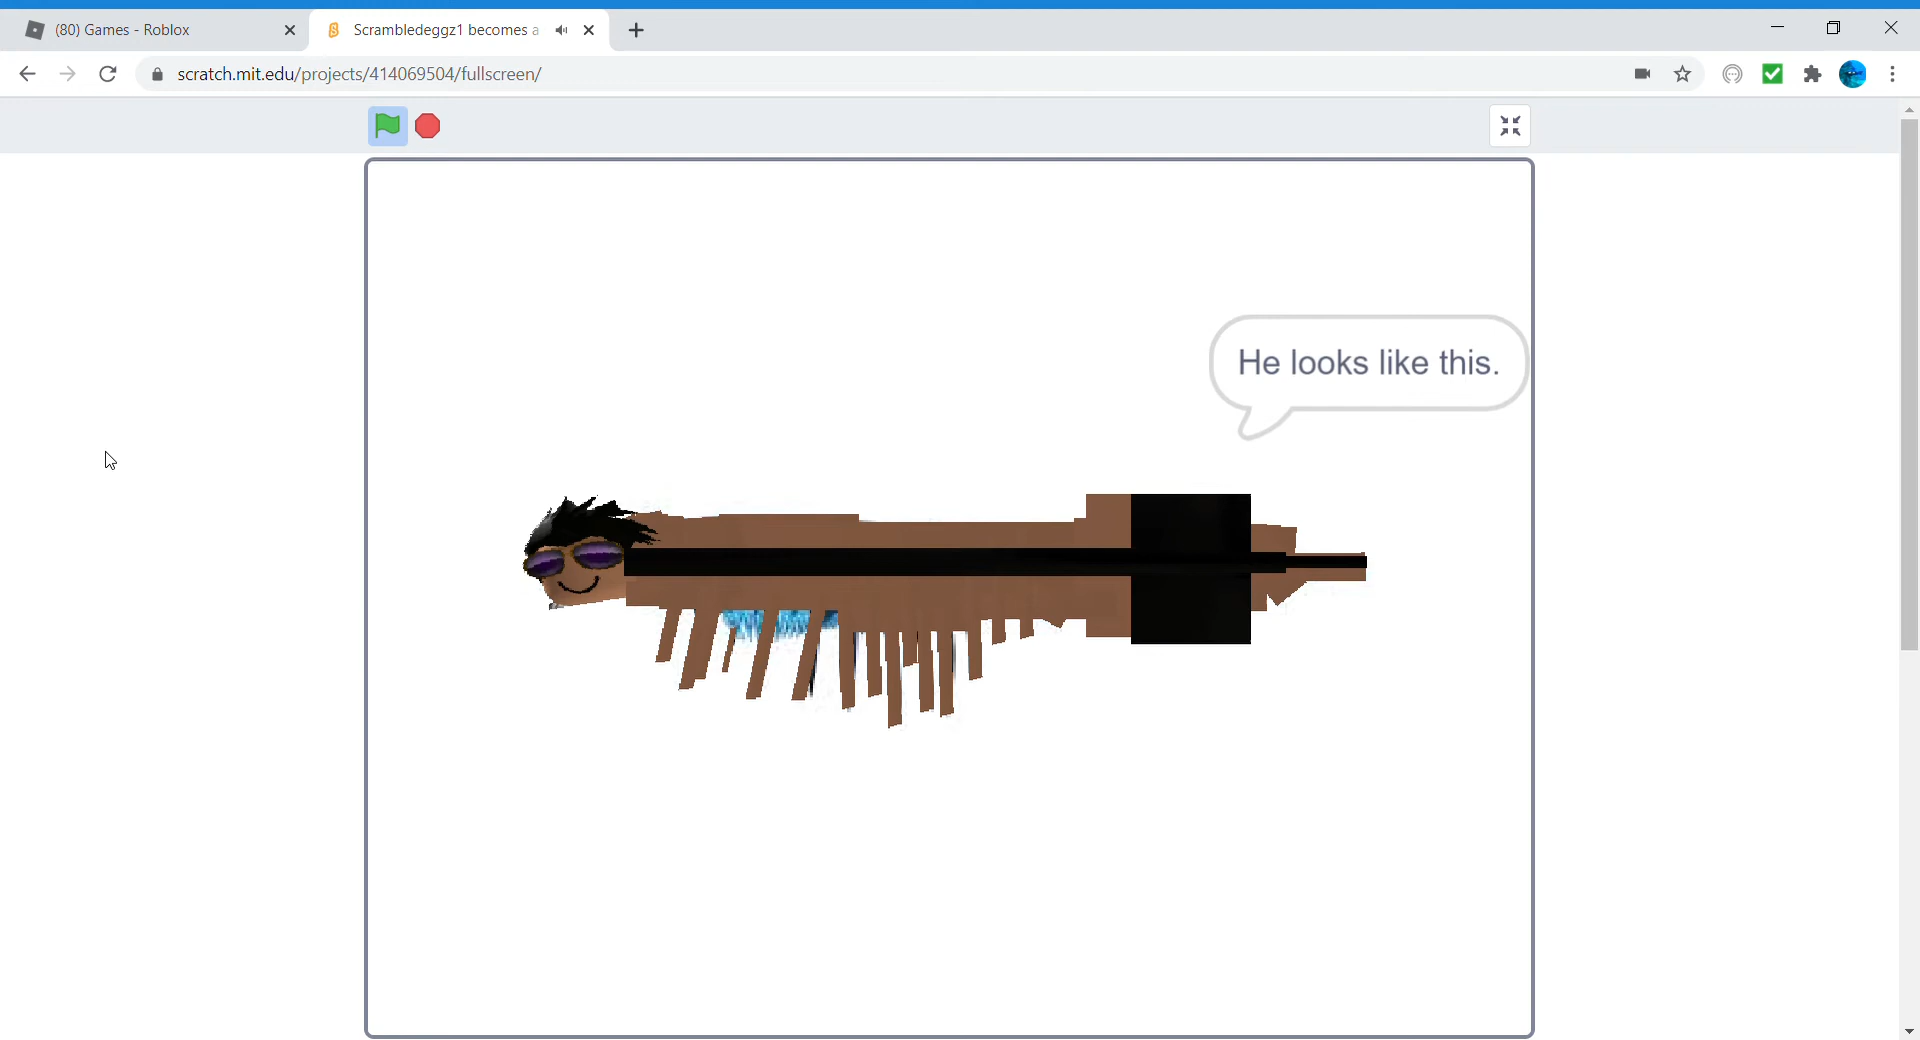 (80) Games - Roblox
Scrambledeggz1 becomes a
scratch.mit.edu/projects/414069504/fullscreen/
He looks like this.